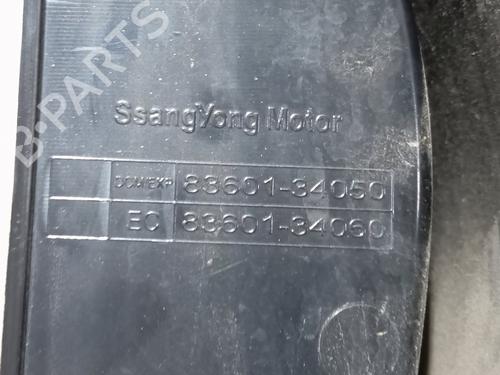 B-PARTS
SsangYong Motor
DOM/EXP 83601-34050
EC 83601-34060